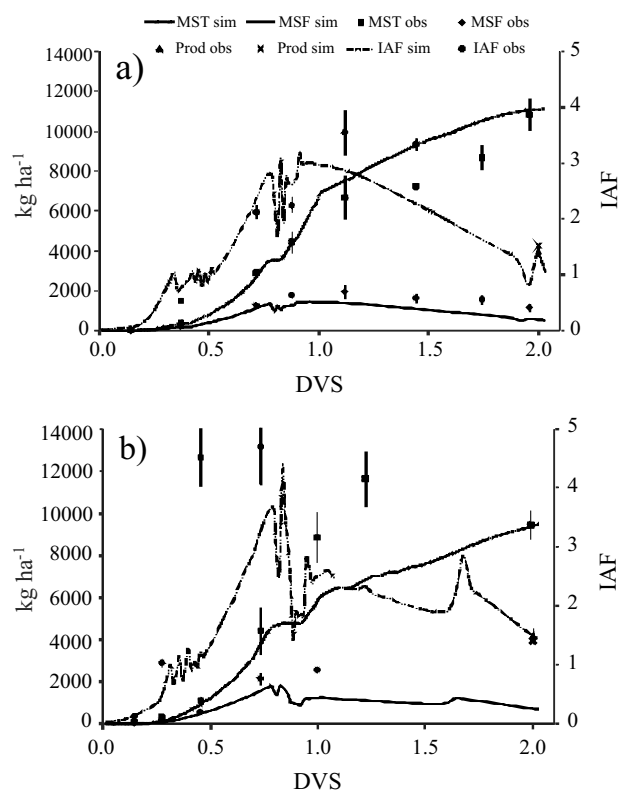 MST sim MSF sim MST obs MSF obs
Prod obs Prod sim IAF sim IAF obs
a)
14000 5
12000
10000 4
8000 3
6000
4000 2
2000 1
0 0
0.0 0.5 1.0 1.5 2.0
kg ha⁻¹
IAF
DVS
b)
14000 5
12000
10000 4
8000 3
6000
4000 2
2000 1
0 0
0.0 0.5 1.0 1.5 2.0
kg ha⁻¹
IAF
DVS